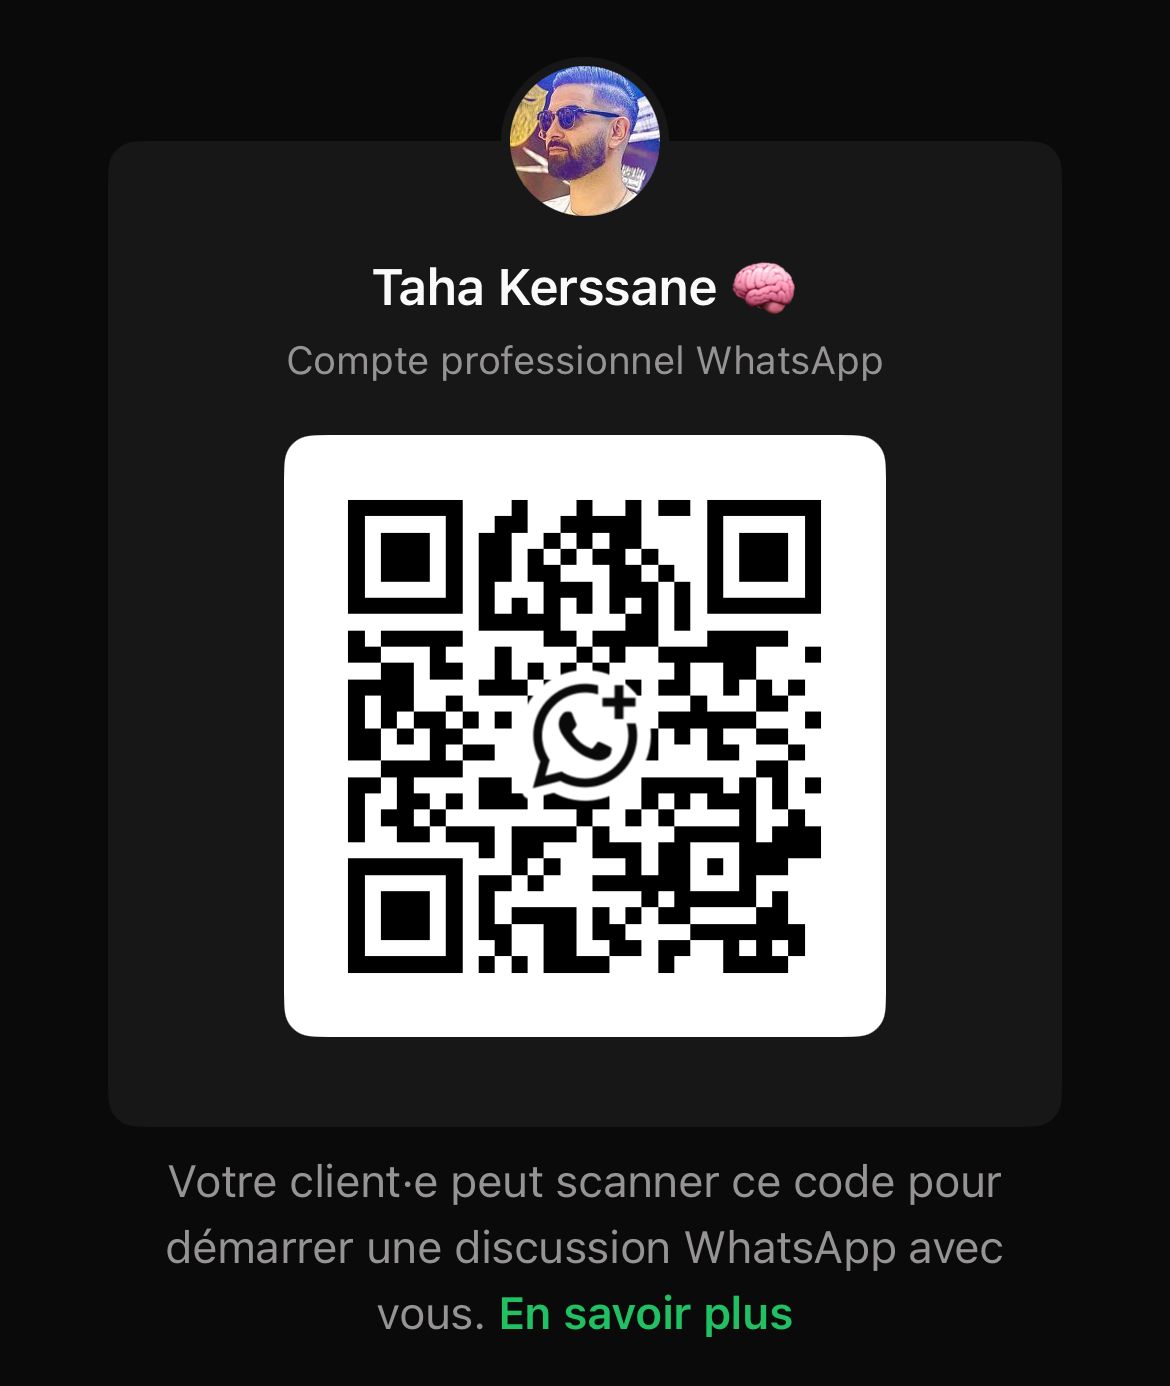 Taha Kerssane 🧠
Compte professionnel WhatsApp
Votre client·e peut scanner ce code pour
démarrer une discussion WhatsApp avec
vous. En savoir plus